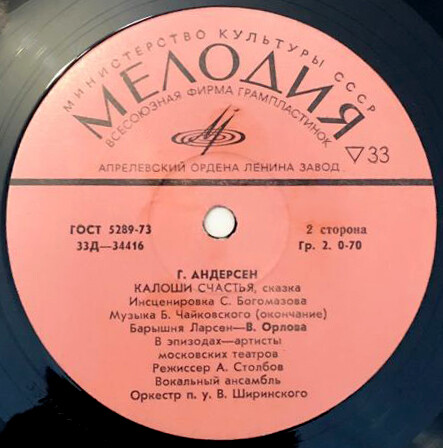 МИНИСТЕРСТВО КУЛЬТУРЫ СССР
МЕЛОДИЯ
ВСЕСОЮЗНАЯ ФИРМА ГРАМПЛАСТИНОК
▽33
АПРЕЛЕВСКИЙ ОРДЕНА ЛЕНИНА ЗАВОД
ГОСТ 5289-73
2 сторона
33Д—34416
Гр. 2. 0-70
Г. АНДЕРСЕН
КАЛОШИ СЧАСТЬЯ, сказка
Инсценировка С. Богомазова
Музыка Б. Чайковского (окончание)
Барышня Ларсен—В. Орлова
В эпизодах—артисты
московских театров
Режиссер А. Столбов
Вокальный ансамбль
Оркестр п. у. В. Ширинского